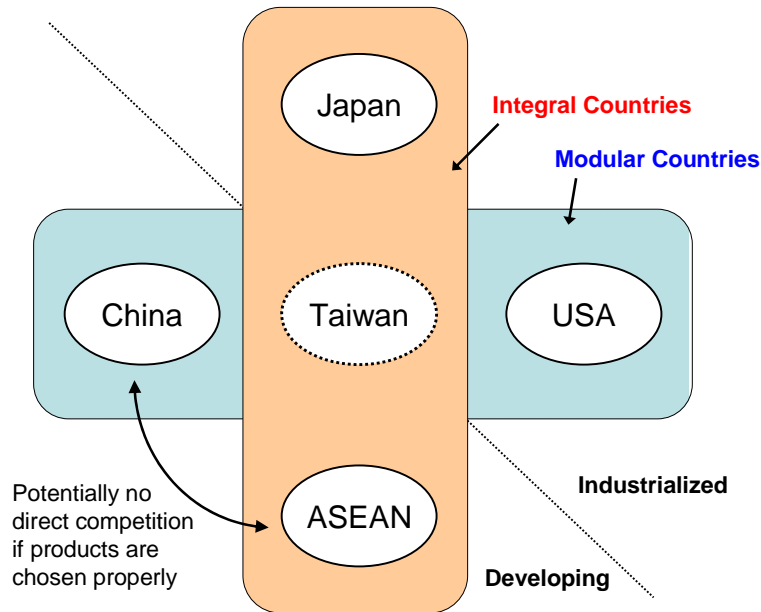 Japan
Integral Countries
Modular Countries
China
Taiwan
USA
Potentially no
direct competition
if products are
chosen properly
ASEAN
Industrialized
Developing